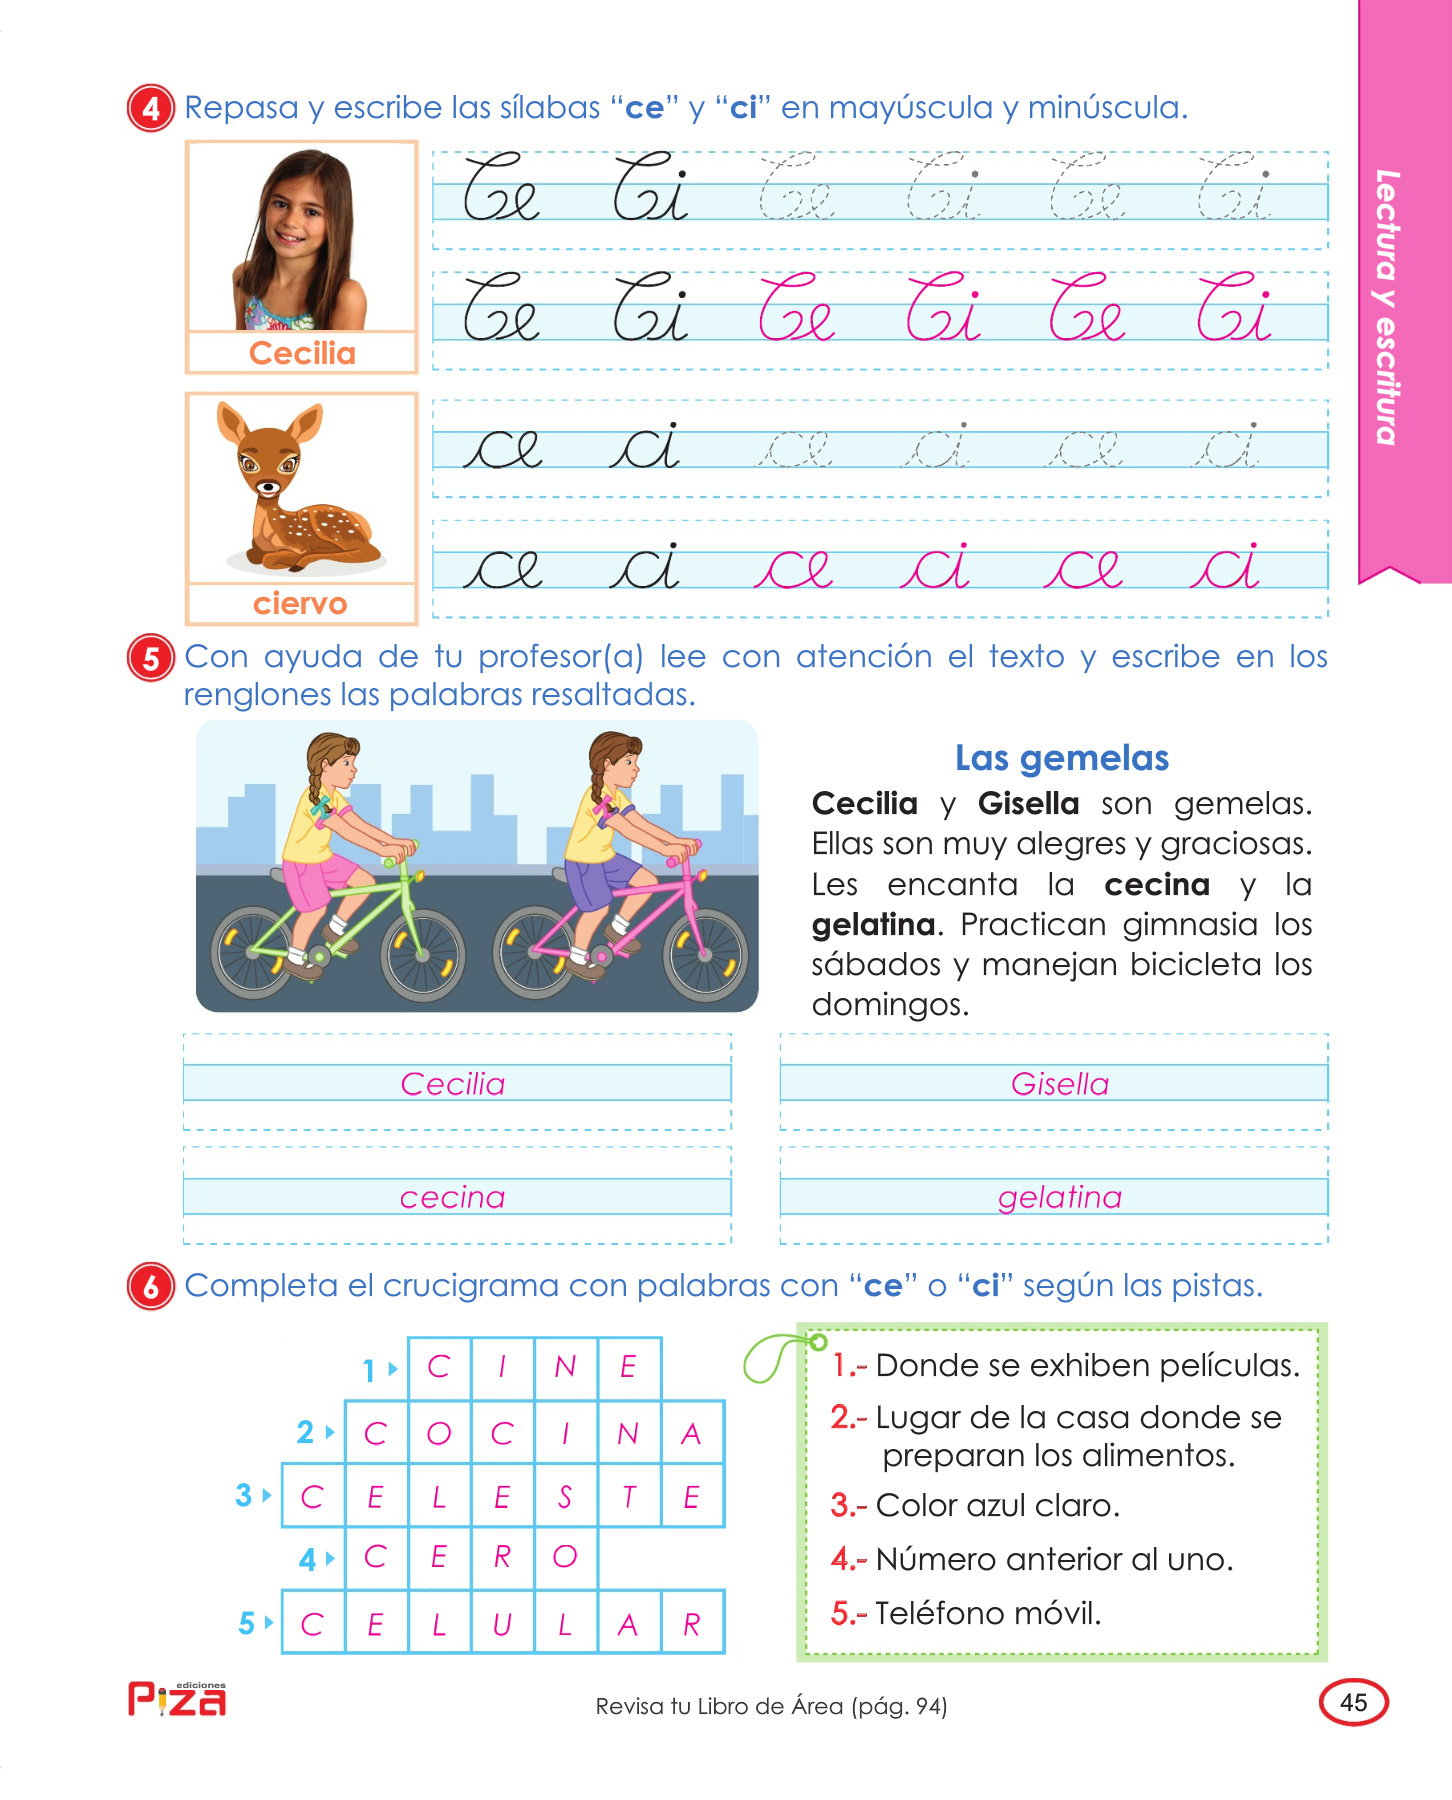 4 Repasa y escribe las sílabas “ce” y “ci” en mayúscula y minúscula.
Ce Ci Ce Ci Ce Ci
Ce Ci Ce Ci Ce Ci
Cecilia
ce ci ce ci ce ci
ce ci ce ci ce ci
ciervo
Lectura y escritura
5 Con ayuda de tu profesor(a) lee con atención el texto y escribe en los
renglones las palabras resaltadas.
Las gemelas
Cecilia y Gisella son gemelas.
Ellas son muy alegres y graciosas.
Les encanta la cecina y la
gelatina. Practican gimnasia los
sábados y manejan bicicleta los
domingos.
Cecilia
Gisella
cecina
gelatina
6 Completa el crucigrama con palabras con “ce” o “ci” según las pistas.
1 C I N E
2 C O C I N A
3 C E L E S T E
4 C E R O
5 C E L U L A R
1.- Donde se exhiben películas.
2.- Lugar de la casa donde se
preparan los alimentos.
3.- Color azul claro.
4.- Número anterior al uno.
5.- Teléfono móvil.
ediciones
Piza
Revisa tu Libro de Área (pág. 94)
45